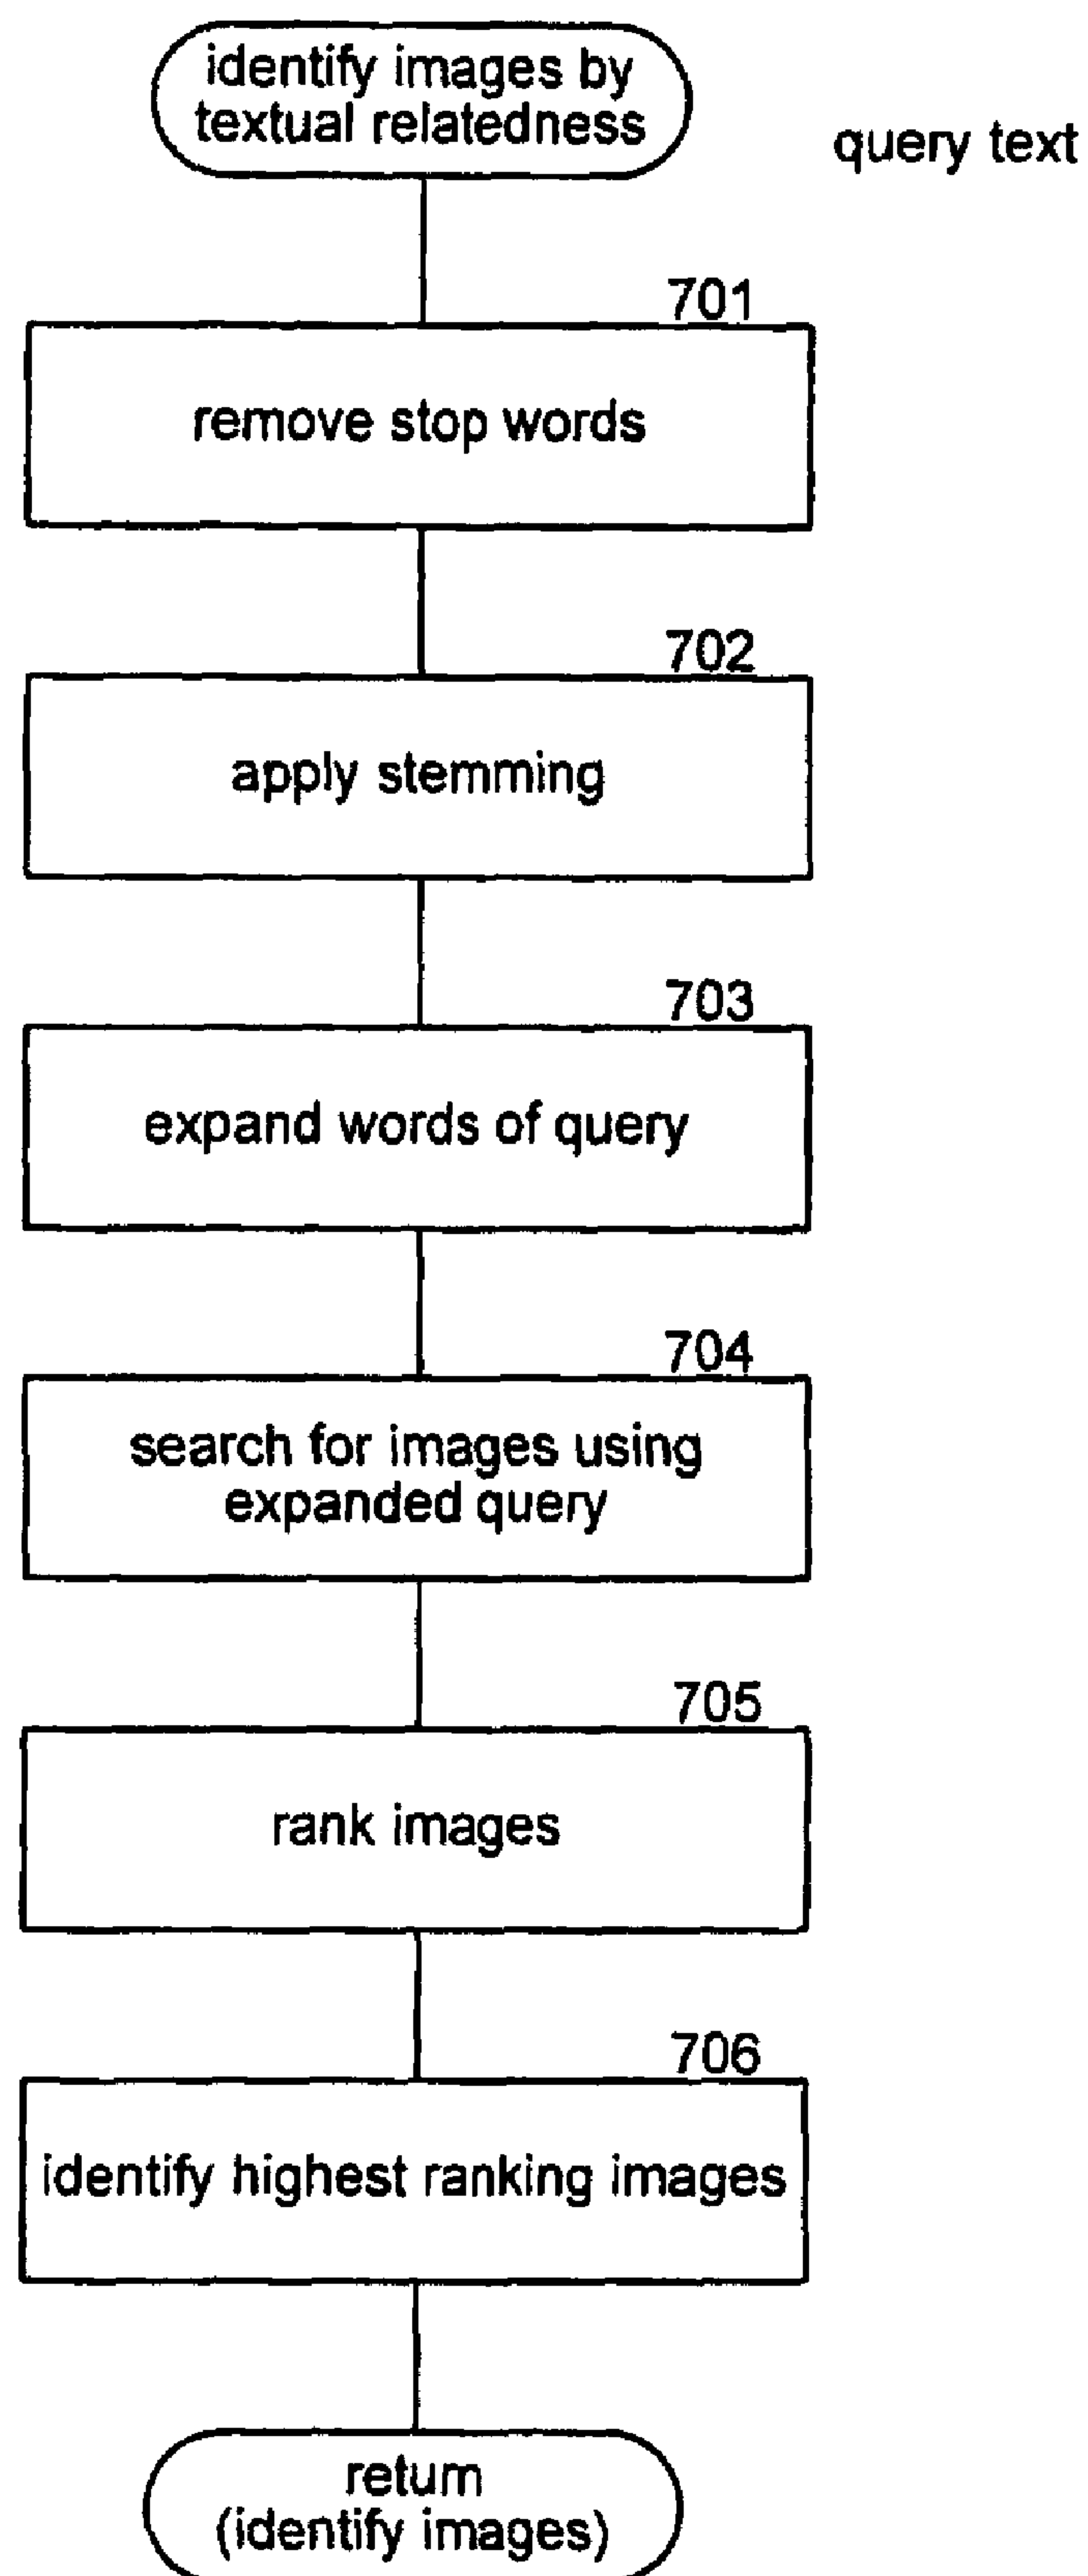 identify images by
textual relatedness
query text
701
remove stop words
702
apply stemming
703
expand words of query
704
search for images using
expanded query
705
rank images
706
identify highest ranking images
return
(identify images)